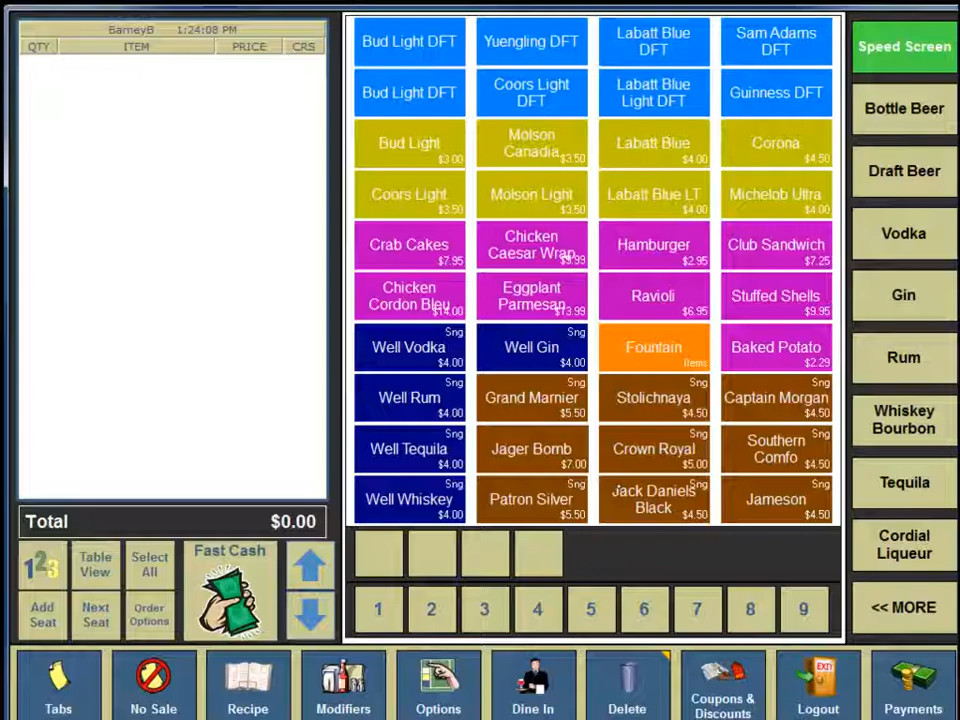 BarneyB 1:24:08 PM
QTY ITEM PRICE CRS
Total $0.00
1 2 3
Table
View
Select
All
Fast Cash
Add
Seat
Next
Seat
Order
Options
Bud Light DFT
Yuengling DFT
Labatt Blue
DFT
Sam Adams
DFT
Bud Light DFT
Coors Light
DFT
Labatt Blue
Light DFT
Guinness DFT
Bud Light
$3.00
Molson
Canadia
$3.50
Labatt Blue
$4.00
Corona
$4.50
Coors Light
$3.50
Molson Light
$3.50
Labatt Blue LT
$4.00
Michelob Ultra
$4.00
Crab Cakes
$7.95
Chicken
Caesar Wrap
$9.99
Hamburger
$2.95
Club Sandwich
$7.25
Chicken
Cordon Bleu
$14.00
Eggplant
Parmesan
$13.99
Ravioli
$6.95
Stuffed Shells
$9.95
Sng
Well Vodka
$4.00
Sng
Well Gin
$4.00
Fountain
Items
Baked Potato
$2.29
Sng
Well Rum
$4.00
Sng
Grand Marnier
$5.50
Sng
Stolichnaya
$4.50
Sng
Captain Morgan
$4.50
Sng
Well Tequila
$4.00
Sng
Jager Bomb
$7.00
Sng
Crown Royal
$5.00
Sng
Southern
Comfo
$4.50
Sng
Well Whiskey
$4.00
Sng
Patron Silver
$5.50
Sng
Jack Daniels
Black
$4.50
Sng
Jameson
$4.50
1 2 3 4 5 6 7 8 9
Speed Screen
Bottle Beer
Draft Beer
Vodka
Gin
Rum
Whiskey
Bourbon
Tequila
Cordial
Liqueur
<< MORE
Tabs
No Sale
Recipe
Modifiers
Options
Dine In
Delete
Coupons &
Discounts
EXIT
Logout
Payments